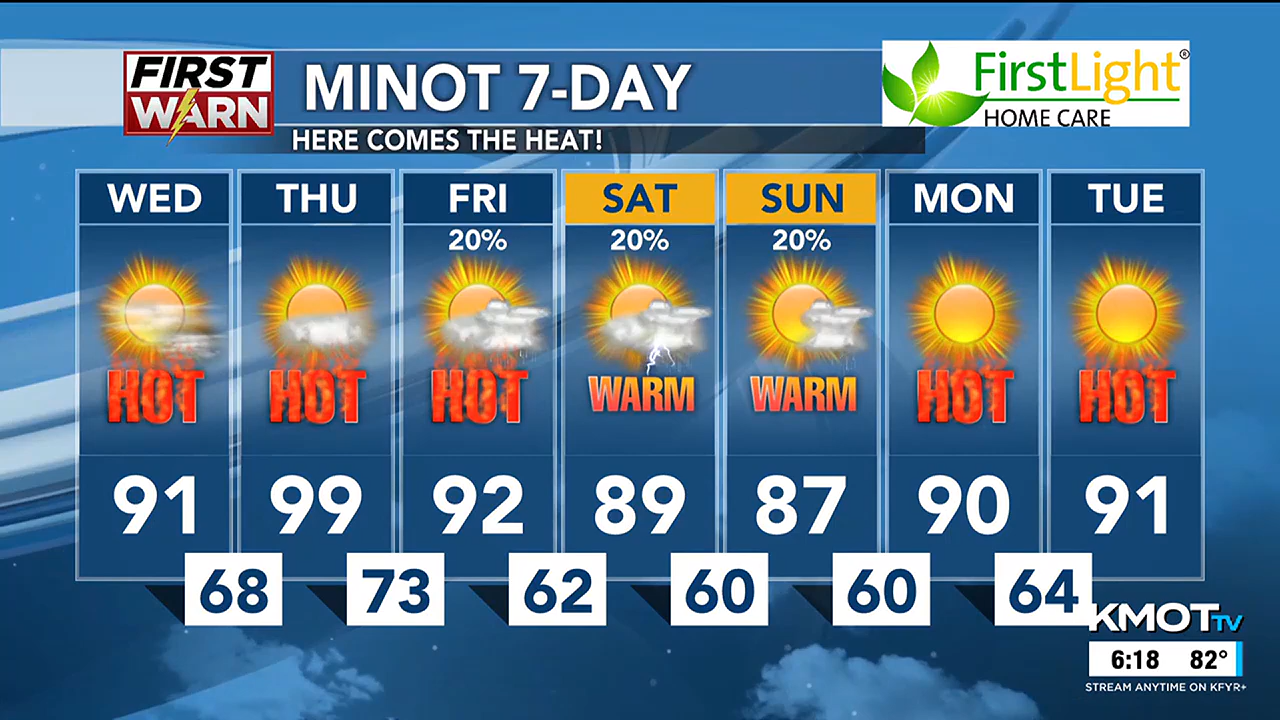 FIRST
WARN
MINOT 7-DAY
HERE COMES THE HEAT!
FirstLight®
HOME CARE
WED THU FRI SAT SUN MON TUE
20% 20% 20%
HOT HOT HOT WARM WARM HOT HOT
91 99 92 89 87 90 91
68 73 62 60 60 64
KMOT TV
6:18 82°
STREAM ANYTIME ON KFYR+